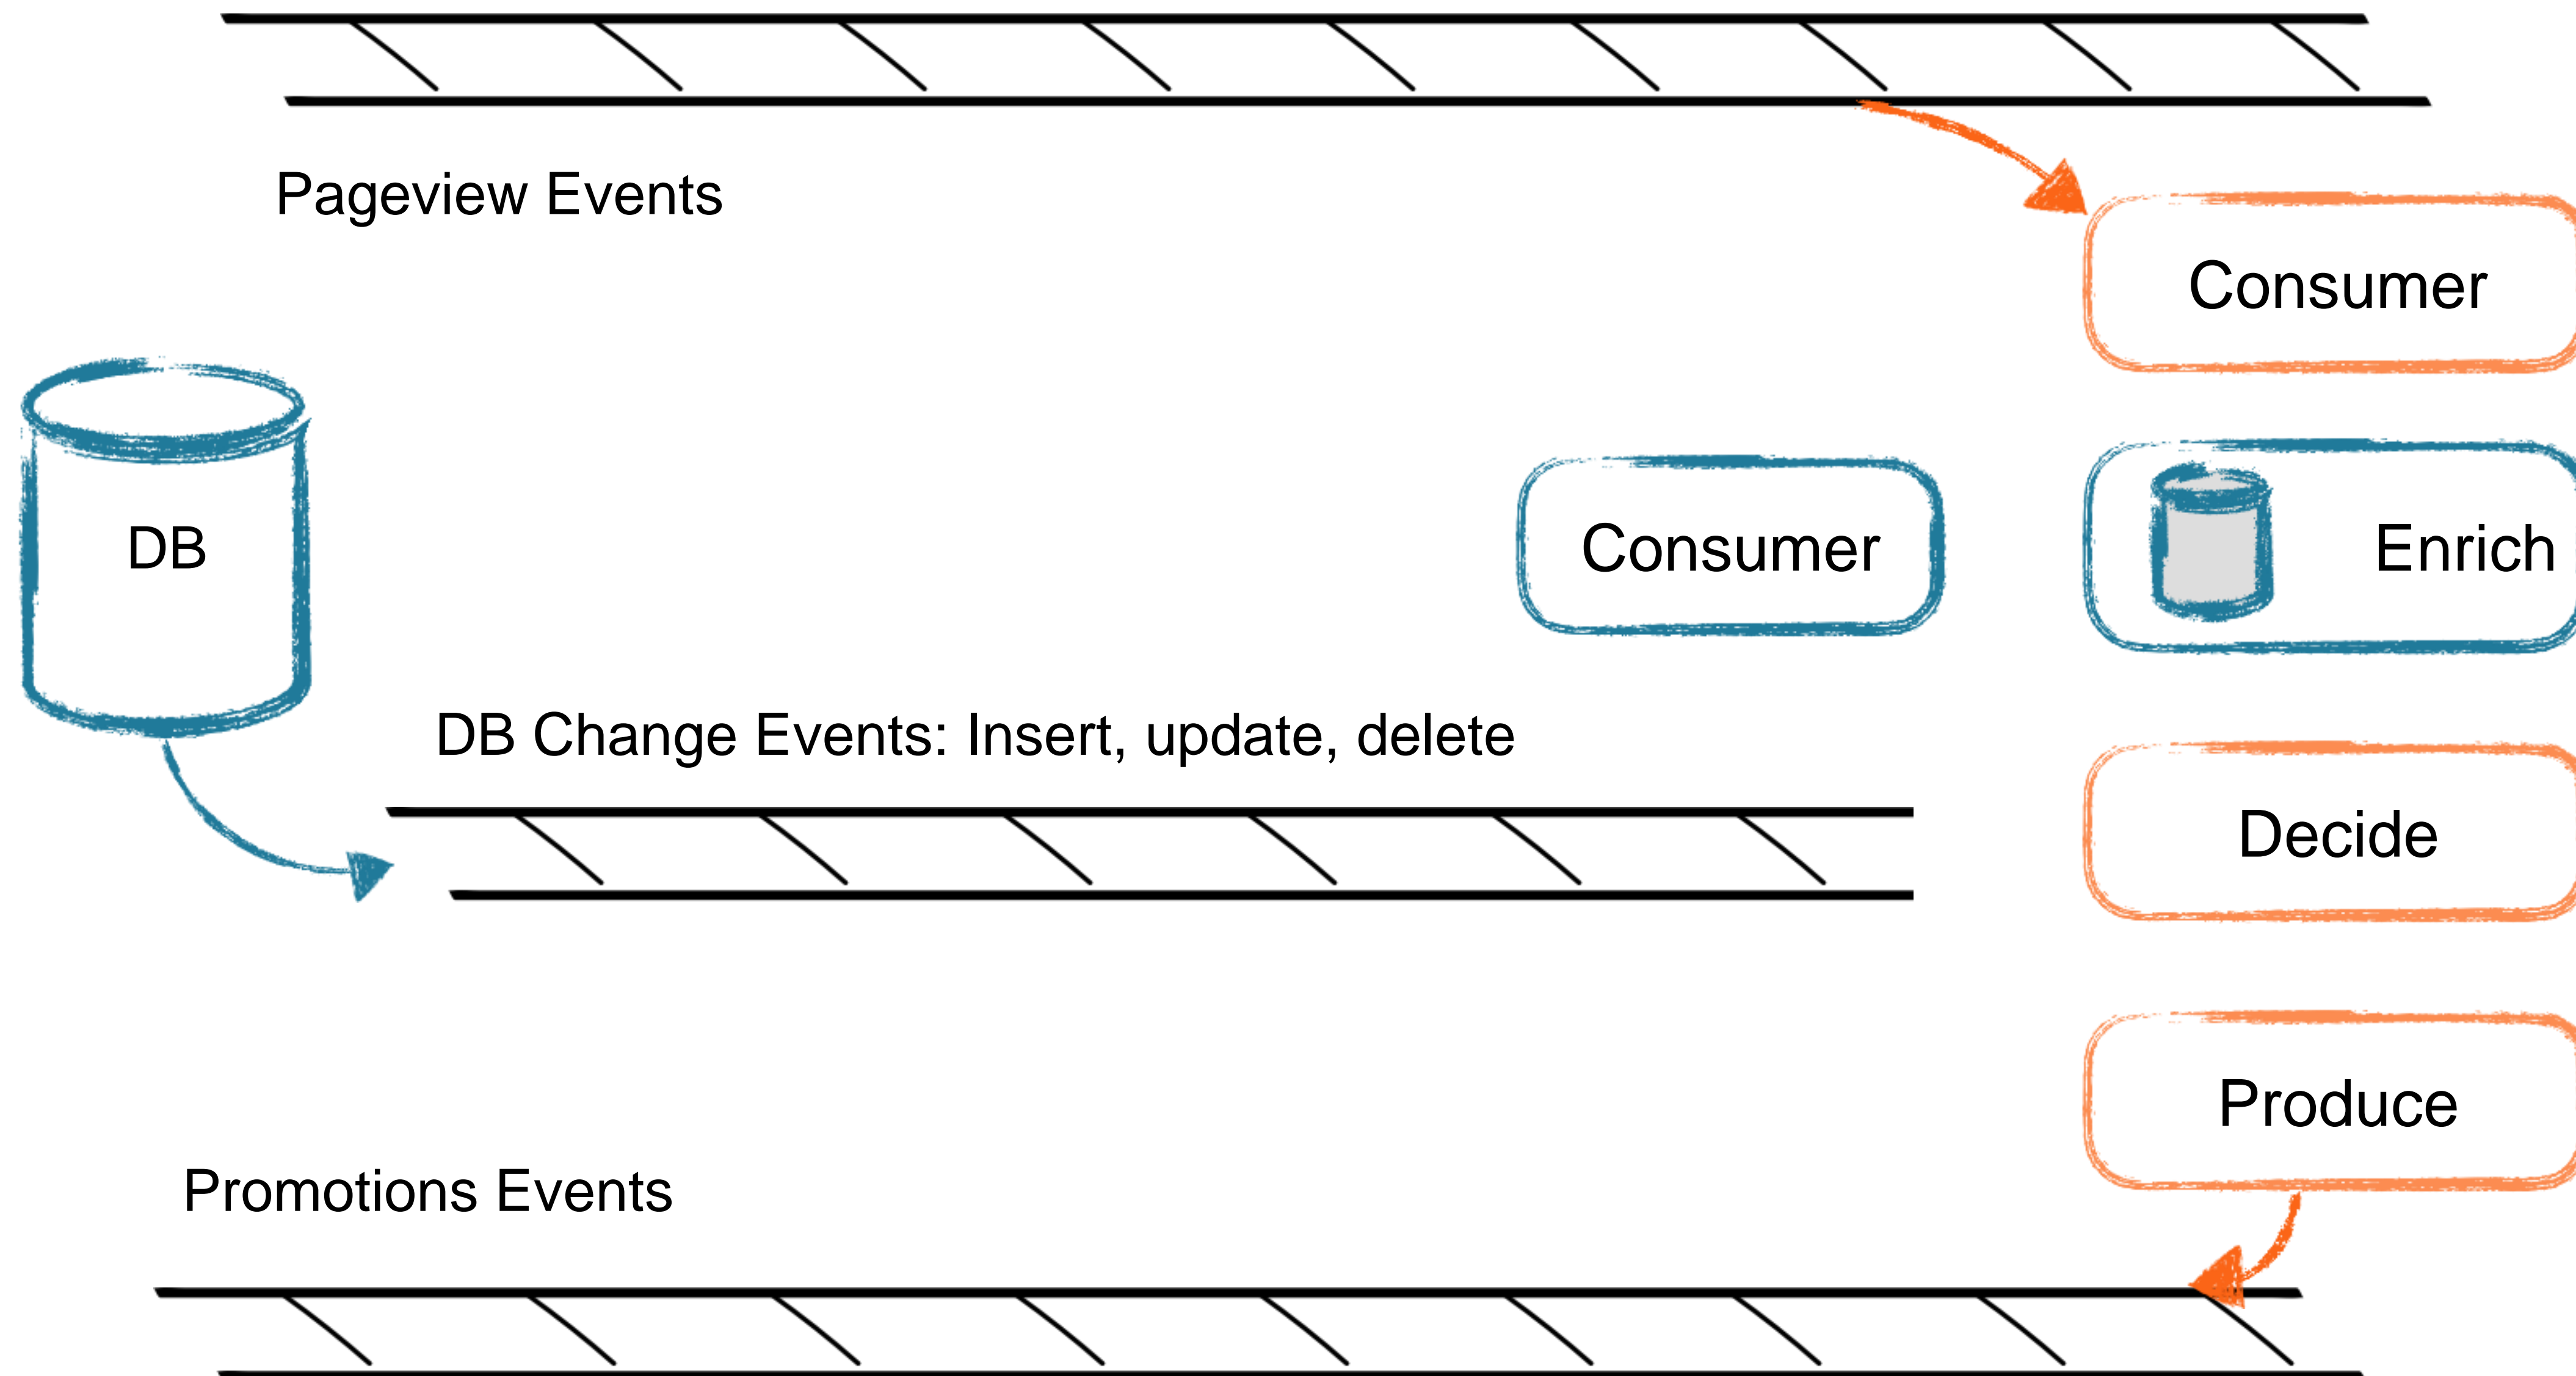 Pageview Events
Consumer
DB
Consumer
Enrich
DB Change Events: Insert, update, delete
Decide
Produce
Promotions Events